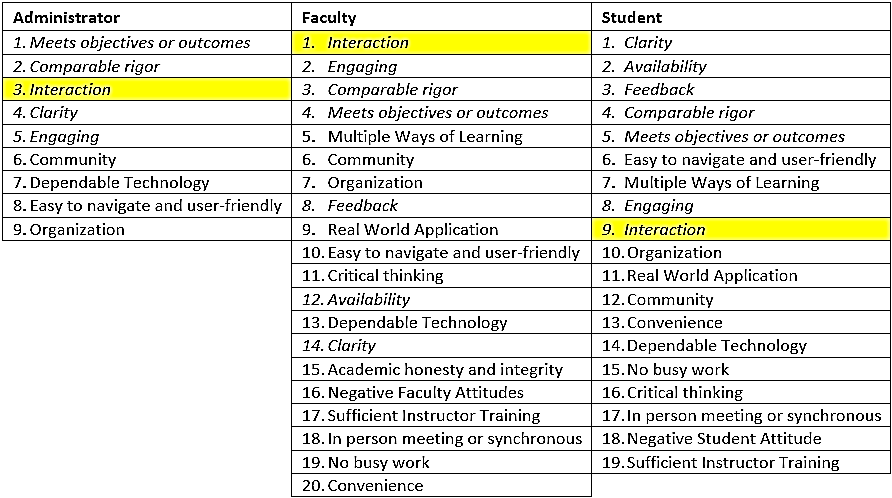 Administrator Faculty Student
1. Meets objectives or outcomes 1. Interaction 1. Clarity
2. Comparable rigor 2. Engaging 2. Availability
3. Interaction 3. Comparable rigor 3. Feedback
4. Clarity 4. Meets objectives or outcomes 4. Comparable rigor
5. Engaging 5. Multiple Ways of Learning 5. Meets objectives or outcomes
6. Community 6. Community 6. Easy to navigate and user-friendly
7. Dependable Technology 7. Organization 7. Multiple Ways of Learning
8. Easy to navigate and user-friendly 8. Feedback 8. Engaging
9. Organization 9. Real World Application 9. Interaction
10. Easy to navigate and user-friendly 10. Organization
11. Critical thinking 11. Real World Application
12. Availability 12. Community
13. Dependable Technology 13. Convenience
14. Clarity 14. Dependable Technology
15. Academic honesty and integrity 15. No busy work
16. Negative Faculty Attitudes 16. Critical thinking
17. Sufficient Instructor Training 17. In person meeting or synchronous
18. In person meeting or synchronous 18. Negative Student Attitude
19. No busy work 19. Sufficient Instructor Training
20. Convenience